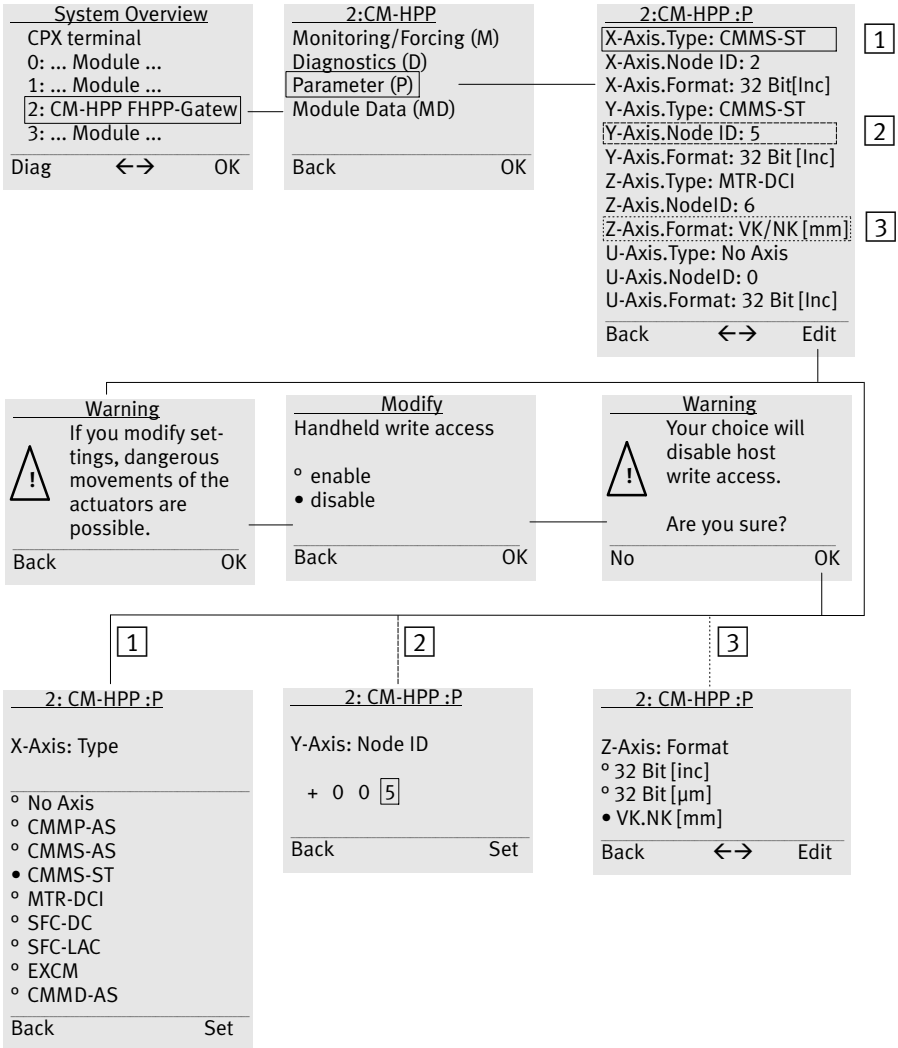 System Overview
CPX terminal
0: ... Module ...
1: ... Module ...
2: CM-HPP FHPP-Gatew
3: ... Module ...
Diag ←→ OK
2:CM-HPP
Monitoring/Forcing (M)
Diagnostics (D)
Parameter (P)
Module Data (MD)
Back OK
2:CM-HPP :P
X-Axis.Type: CMMS-ST
X-Axis.Node ID: 2
X-Axis.Format: 32 Bit[Inc]
Y-Axis.Type: CMMS-ST
Y-Axis.Node ID: 5
Y-Axis.Format: 32 Bit [Inc]
Z-Axis.Type: MTR-DCI
Z-Axis.NodeID: 6
Z-Axis.Format: VK/NK [mm]
U-Axis.Type: No Axis
U-Axis.NodeID: 0
U-Axis.Format: 32 Bit [Inc]
Back ←→ Edit
1
2
3
Warning
If you modify set-
tings, dangerous
movements of the
actuators are
possible.
!
Back OK
Modify
Handheld write access
° enable
• disable
Back OK
Warning
Your choice will
disable host
write access.
!
Are you sure?
No OK
1
2
3
2: CM-HPP :P
X-Axis: Type
° No Axis
° CMMP-AS
° CMMS-AS
• CMMS-ST
° MTR-DCI
° SFC-DC
° SFC-LAC
° EXCM
° CMMD-AS
Back Set
2: CM-HPP :P
Y-Axis: Node ID
+ 0 0 5
Back Set
2: CM-HPP :P
Z-Axis: Format
° 32 Bit [inc]
° 32 Bit [µm]
• VK.NK [mm]
Back ←→ Edit